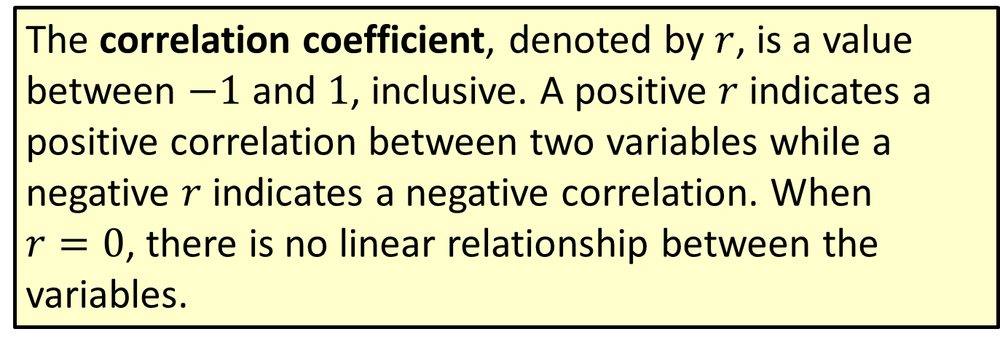 The correlation coefficient, denoted by r, is a value
between −1 and 1, inclusive. A positive r indicates a
positive correlation between two variables while a
negative r indicates a negative correlation. When
r = 0, there is no linear relationship between the
variables.